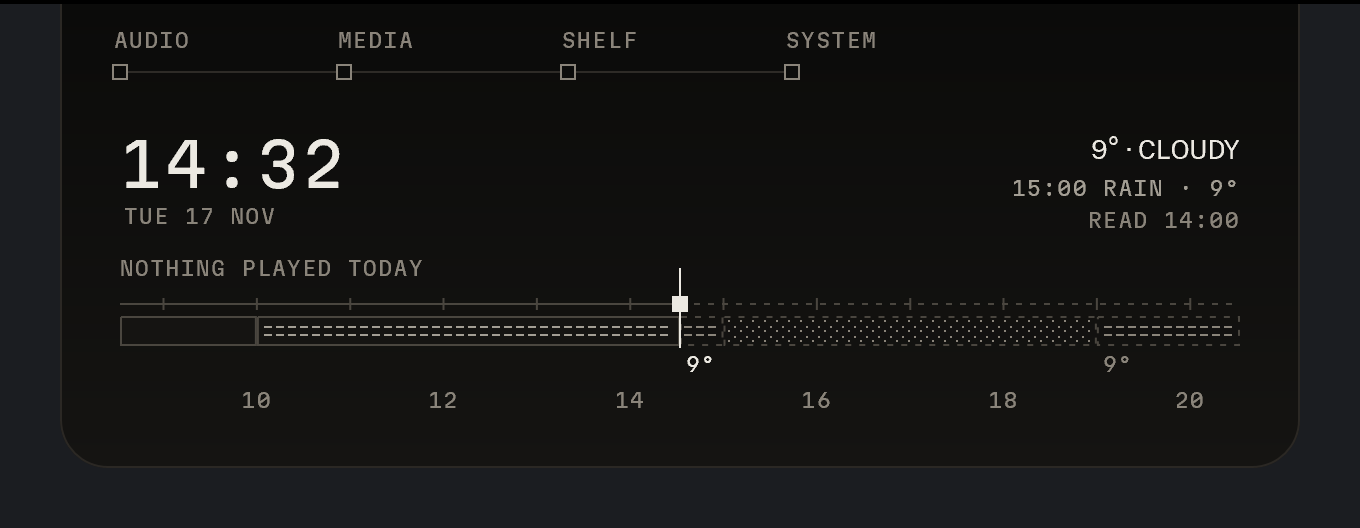 AUDIO MEDIA SHELF SYSTEM
14:32
TUE 17 NOV
9° · CLOUDY
15:00 RAIN · 9°
READ 14:00
NOTHING PLAYED TODAY
9° 9°
10 12 14 16 18 20